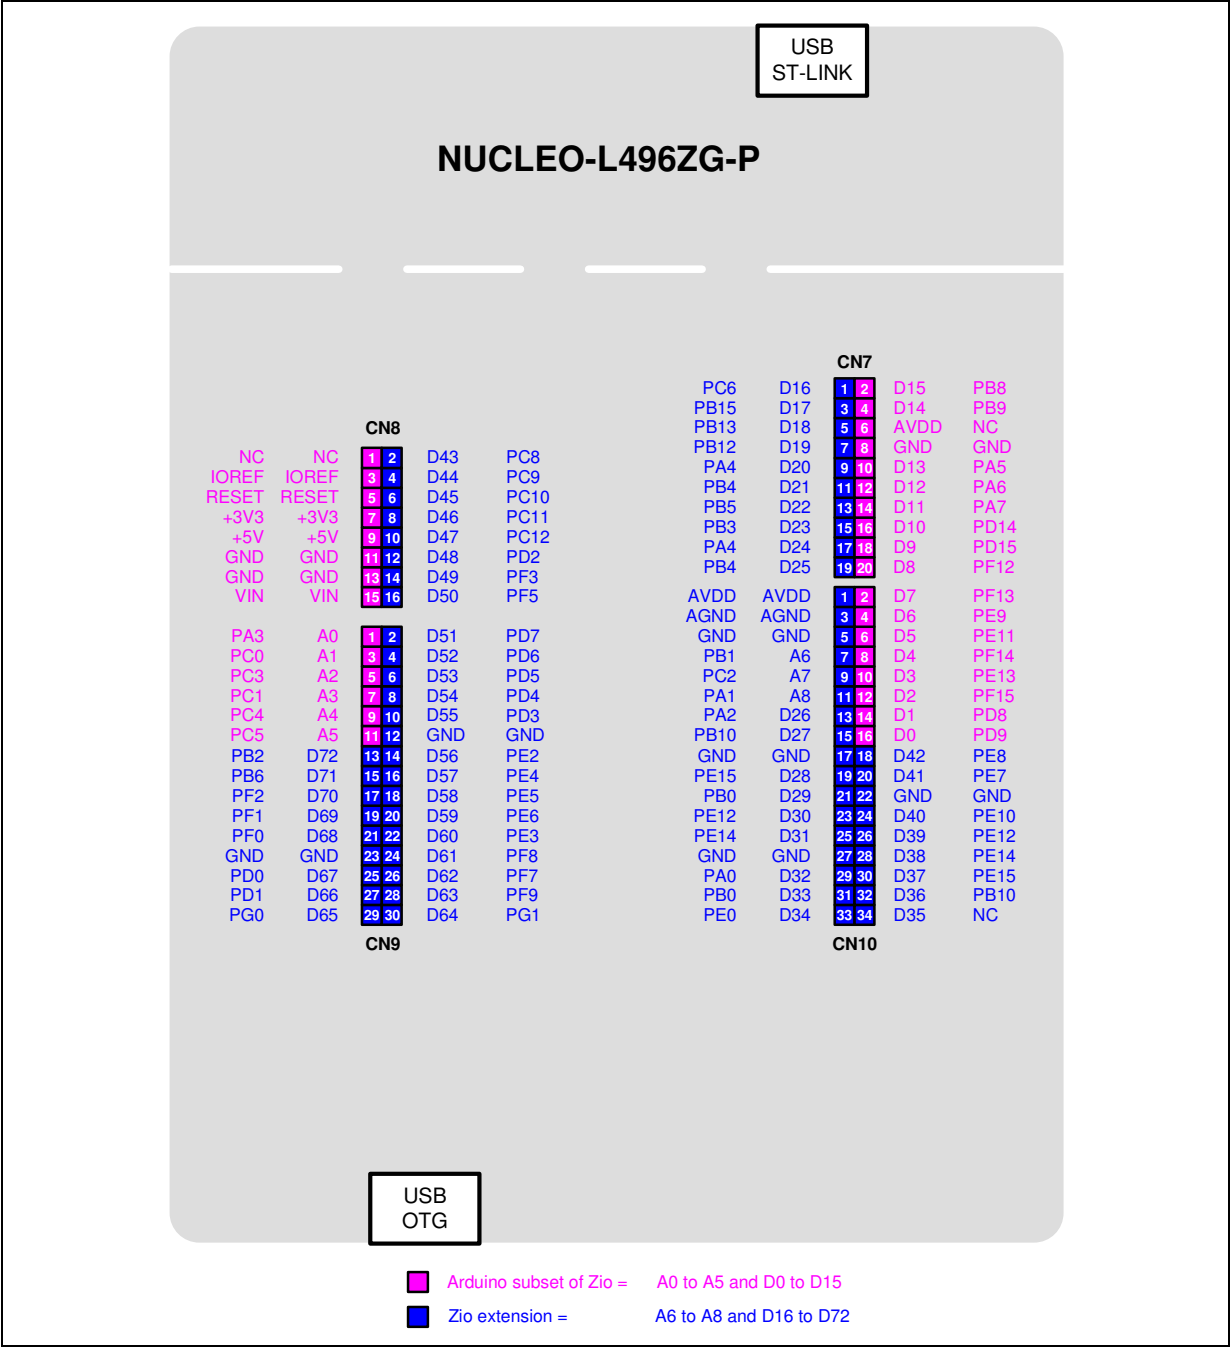 USB
ST-LINK
NUCLEO-L496ZG-P
CN8
NC NC 1 2 D43 PC8
IOREF IOREF 3 4 D44 PC9
RESET RESET 5 6 D45 PC10
+3V3 +3V3 7 8 D46 PC11
+5V +5V 9 10 D47 PC12
GND GND 11 12 D48 PD2
GND GND 13 14 D49 PF3
VIN VIN 15 16 D50 PF5
PA3 A0 1 2 D51 PD7
PC0 A1 3 4 D52 PD6
PC3 A2 5 6 D53 PD5
PC1 A3 7 8 D54 PD4
PC4 A4 9 10 D55 PD3
PC5 A5 11 12 GND GND
PB2 D72 13 14 D56 PE2
PB6 D71 15 16 D57 PE4
PF2 D70 17 18 D58 PE5
PF1 D69 19 20 D59 PE6
PF0 D68 21 22 D60 PE3
GND GND 23 24 D61 PF8
PD0 D67 25 26 D62 PF7
PD1 D66 27 28 D63 PF9
PG0 D65 29 30 D64 PG1
CN9
CN7
PC6 D16 1 2 D15 PB8
PB15 D17 3 4 D14 PB9
PB13 D18 5 6 AVDD NC
PB12 D19 7 8 GND GND
PA4 D20 9 10 D13 PA5
PB4 D21 11 12 D12 PA6
PB5 D22 13 14 D11 PA7
PB3 D23 15 16 D10 PD14
PA4 D24 17 18 D9 PD15
PB4 D25 19 20 D8 PF12
AVDD AVDD 1 2 D7 PF13
AGND AGND 3 4 D6 PE9
GND GND 5 6 D5 PE11
PB1 A6 7 8 D4 PF14
PC2 A7 9 10 D3 PE13
PA1 A8 11 12 D2 PF15
PA2 D26 13 14 D1 PD8
PB10 D27 15 16 D0 PD9
GND GND 17 18 D42 PE8
PE15 D28 19 20 D41 PE7
PB0 D29 21 22 GND GND
PE12 D30 23 24 D40 PE10
PE14 D31 25 26 D39 PE12
GND GND 27 28 D38 PE14
PA0 D32 29 30 D37 PE15
PB0 D33 31 32 D36 PB10
PE0 D34 33 34 D35 NC
CN10
USB
OTG
Arduino subset of Zio = A0 to A5 and D0 to D15
Zio extension = A6 to A8 and D16 to D72